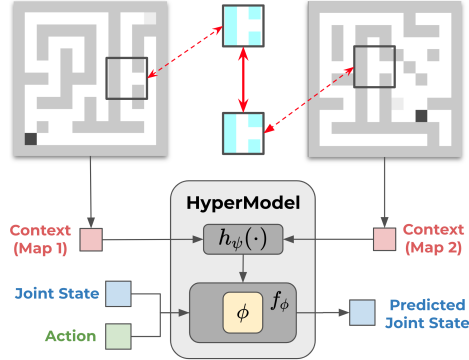 HyperModel
Context
(Map 1)
h_ψ(·)
Context
(Map 2)
Joint State
Action
ϕ
f_ϕ
Predicted
Joint State